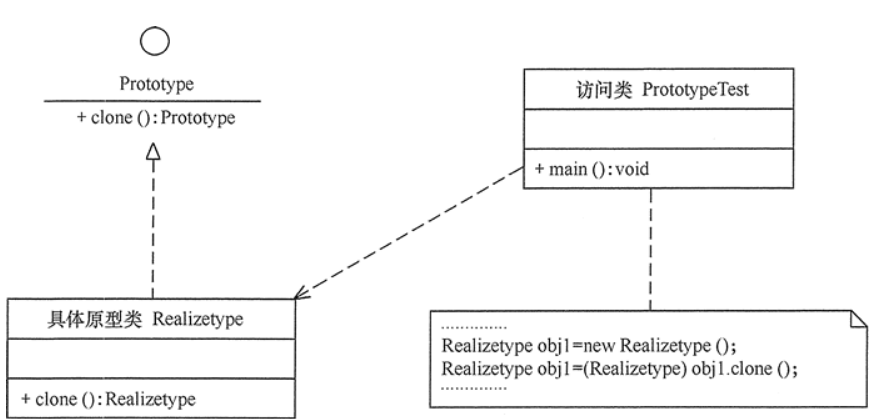 Prototype
+ clone ( ) : Prototype
访问类 PrototypeTest
+ main ( ) : void
具体原型类 Realizetype
+ clone ( ) : Realizetype
..............
Realizetype obj1=new Realizetype ( );
Realizetype obj1=(Realizetype) obj1.clone ( );
..............